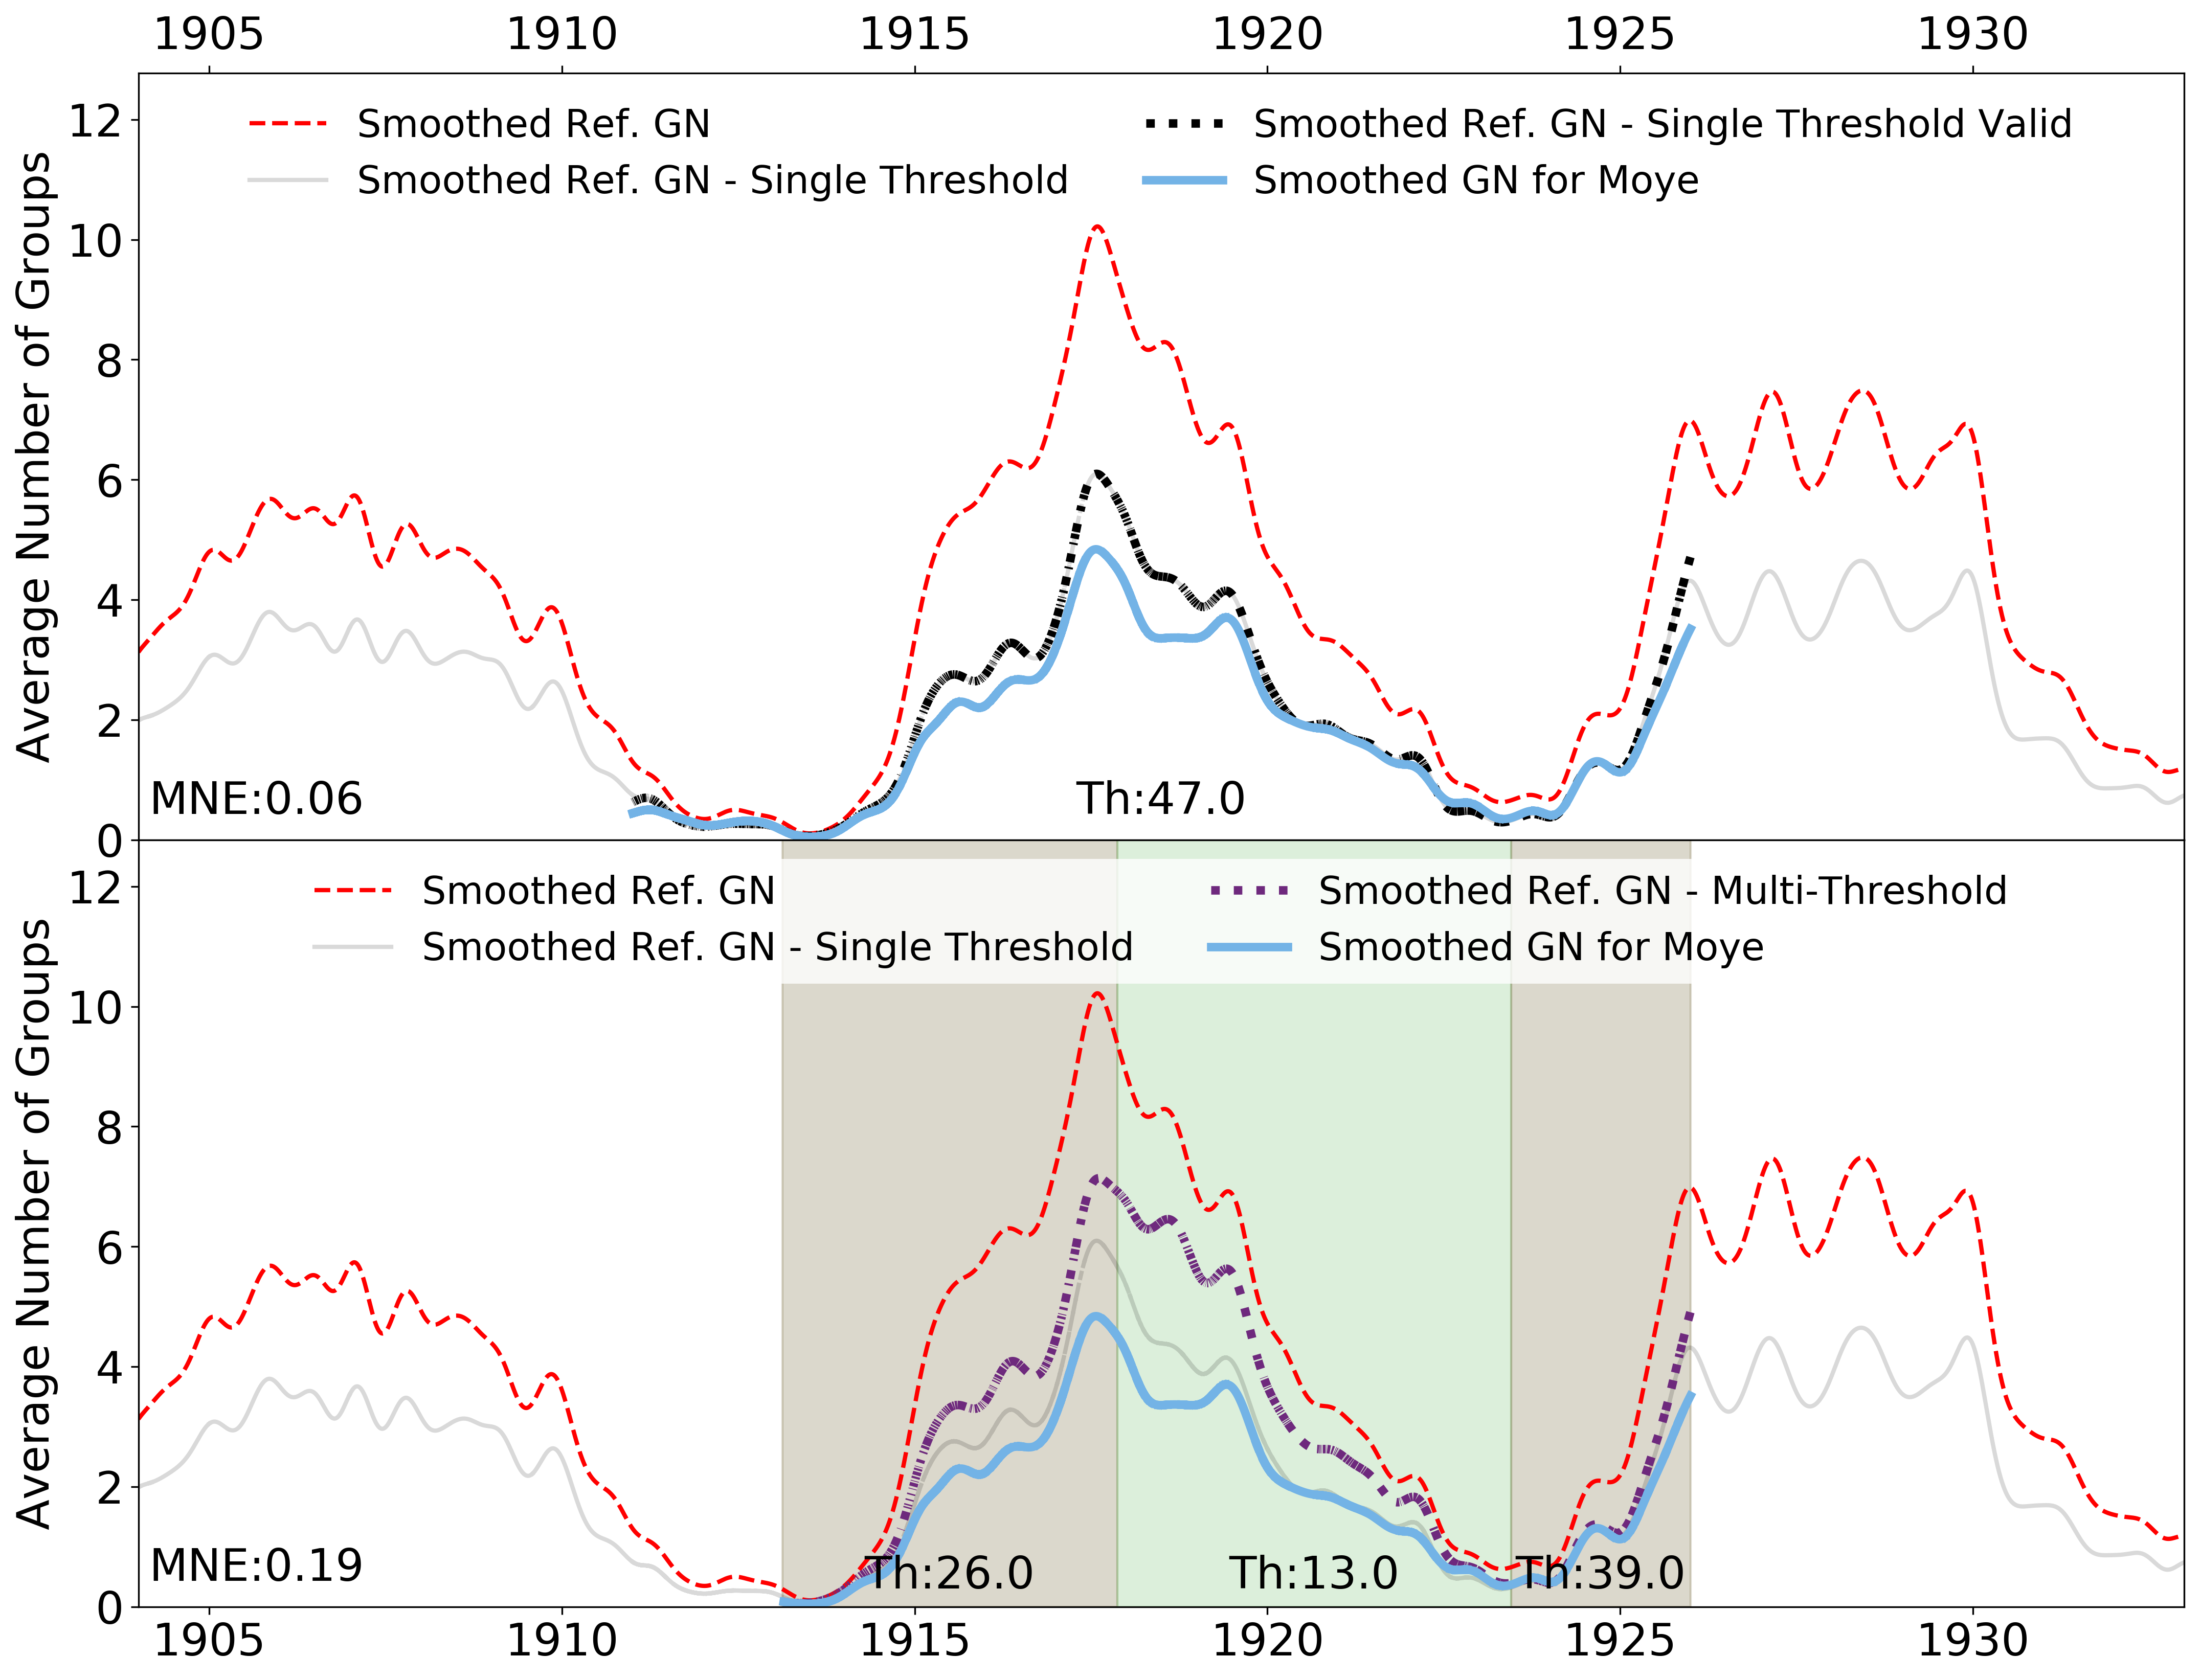 1905 1910 1915 1920 1925 1930
Average Number of Groups
12
10
8
6
4
2
0
Smoothed Ref. GN
Smoothed Ref. GN - Single Threshold
Smoothed Ref. GN - Single Threshold Valid
Smoothed GN for Moye
MNE:0.06
Th:47.0
Average Number of Groups
12
10
8
6
4
2
0
Smoothed Ref. GN
Smoothed Ref. GN - Single Threshold
Smoothed Ref. GN - Multi-Threshold
Smoothed GN for Moye
MNE:0.19
Th:26.0
Th:13.0
Th:39.0
1905 1910 1915 1920 1925 1930